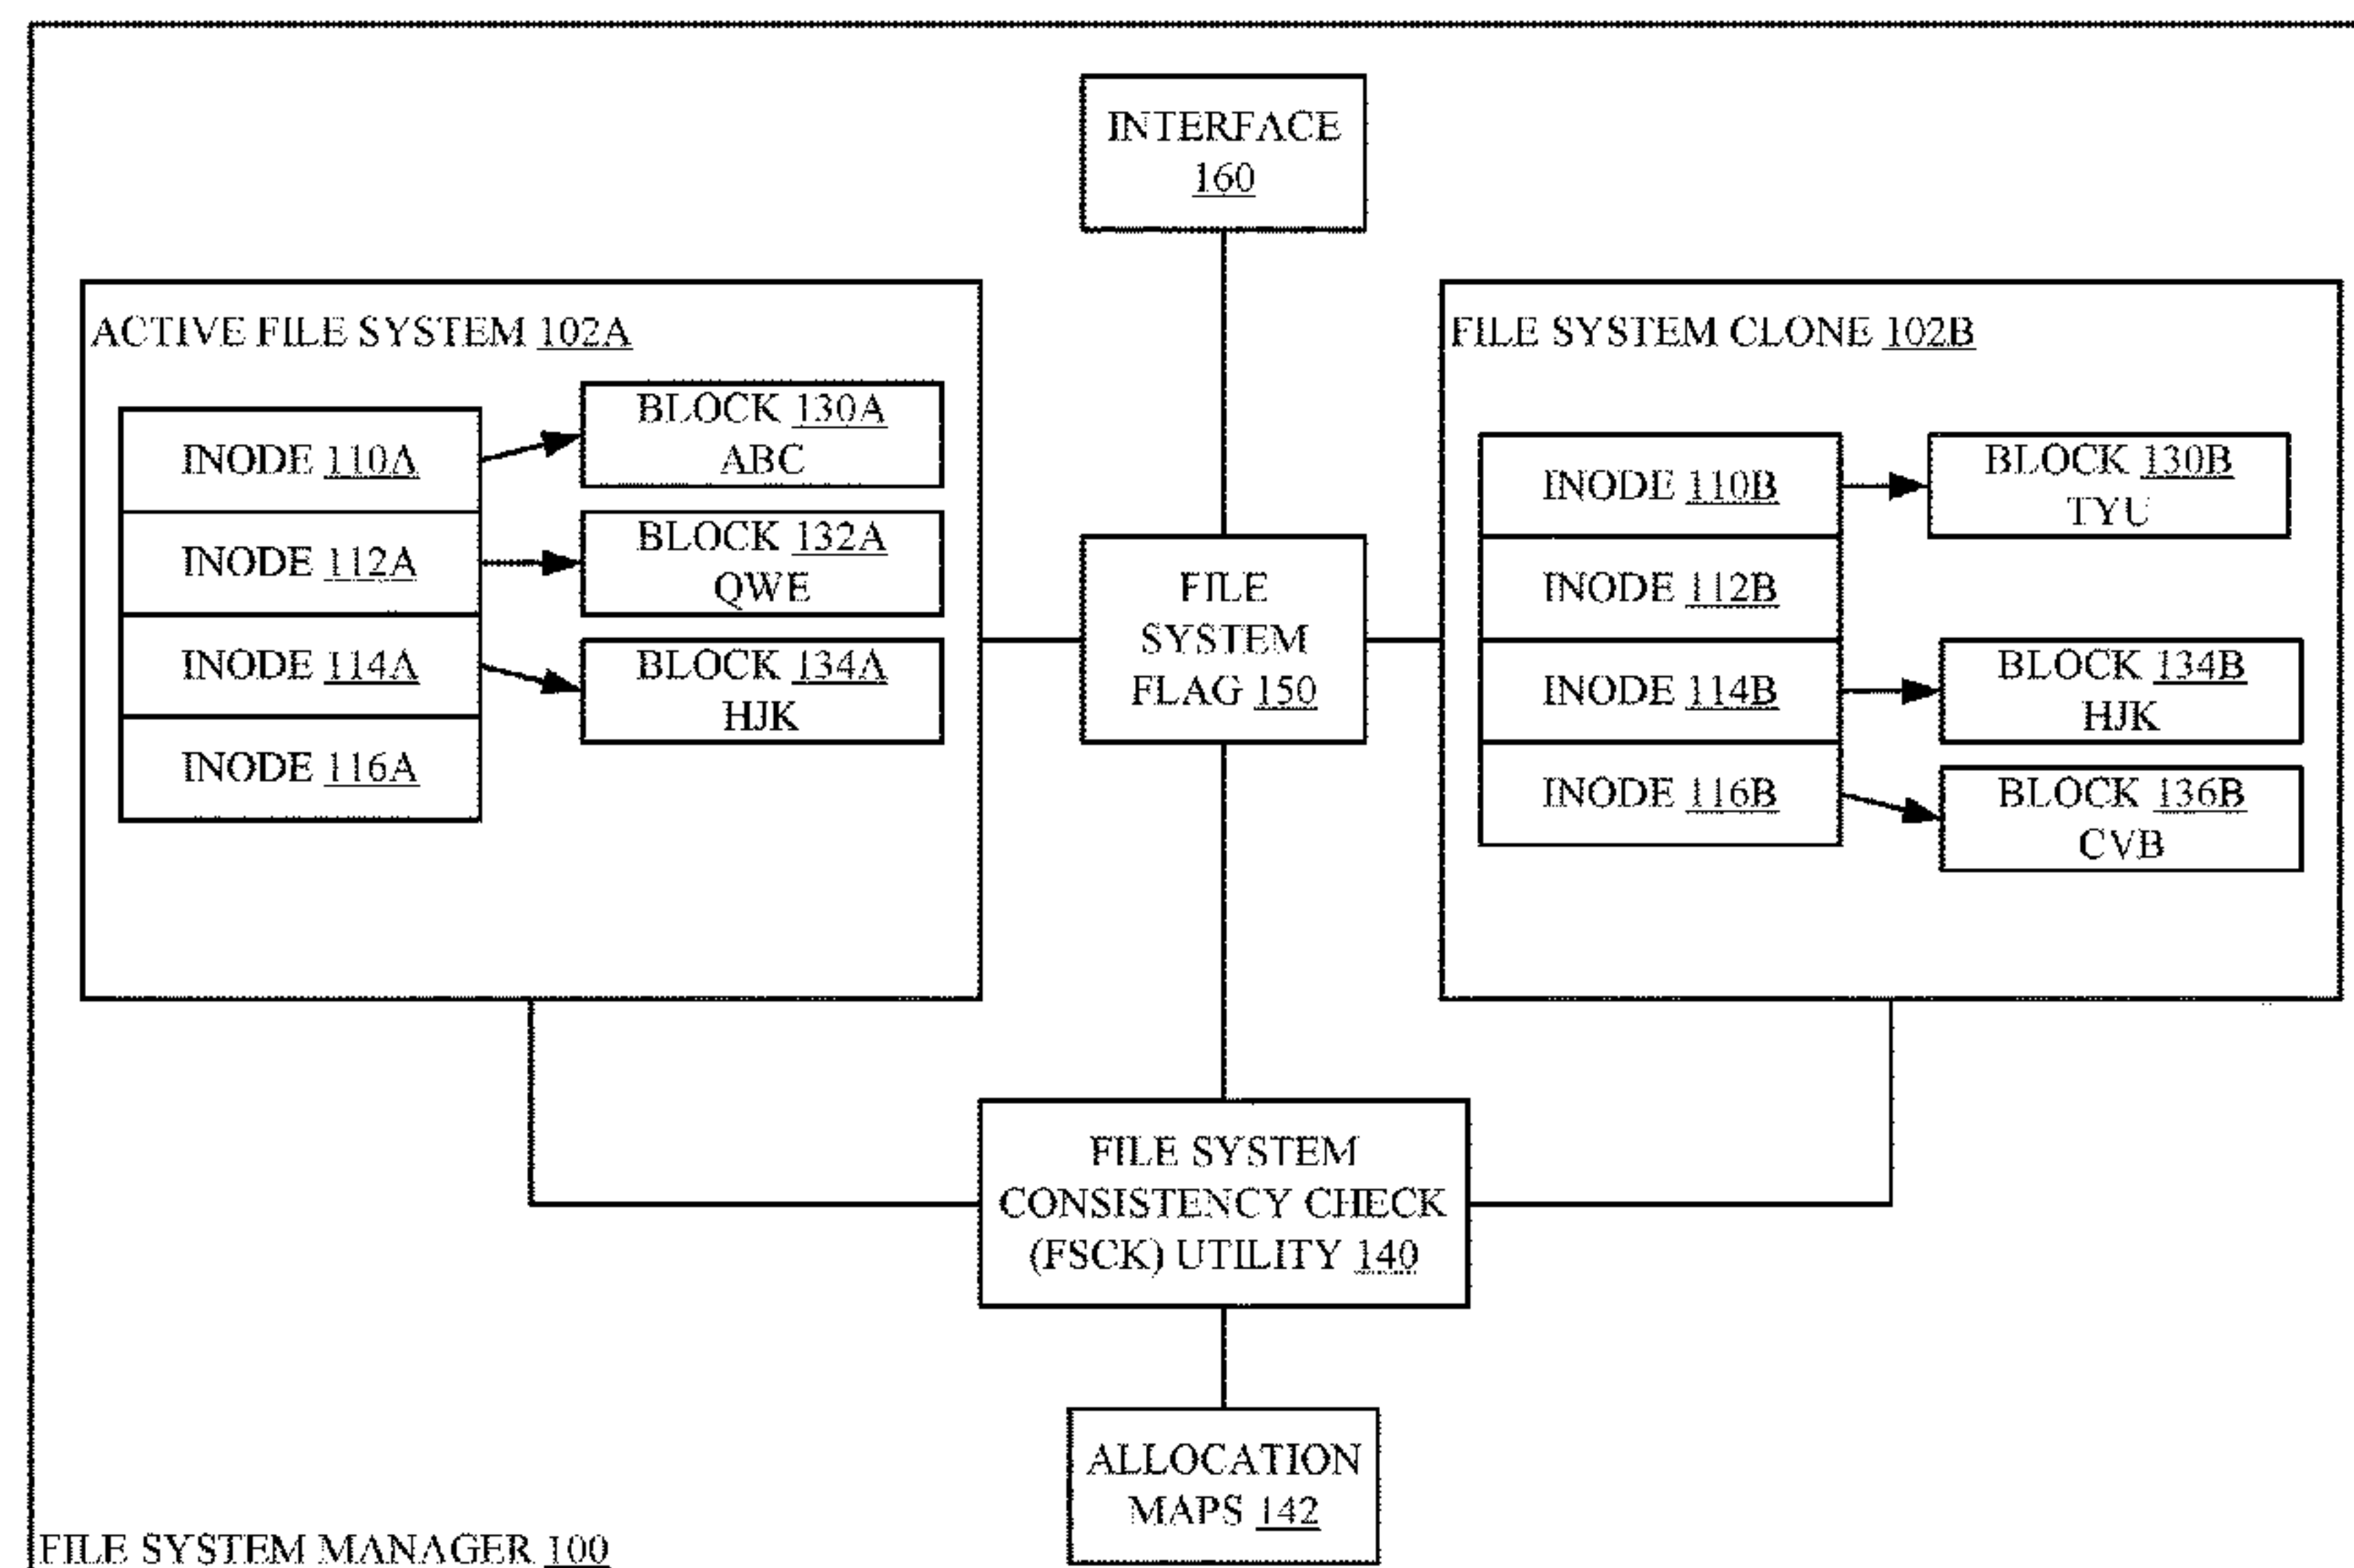 INTERFACE
160
ACTIVE FILE SYSTEM 102A
INODE 110A
INODE 112A
INODE 114A
INODE 116A
BLOCK 130A
ABC
BLOCK 132A
QWE
BLOCK 134A
HJK
FILE
SYSTEM
FLAG 150
FILE SYSTEM CLONE 102B
INODE 110B
INODE 112B
INODE 114B
INODE 116B
BLOCK 130B
TYU
BLOCK 134B
HJK
BLOCK 136B
CVB
FILE SYSTEM
CONSISTENCY CHECK
(FSCK) UTILITY 140
ALLOCATION
MAPS 142
FILE SYSTEM MANAGER 100